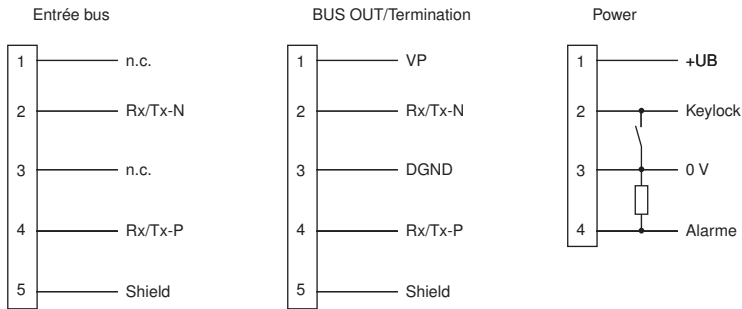 Entrée bus
1 n.c.
2 Rx/Tx-N
3 n.c.
4 Rx/Tx-P
5 Shield
BUS OUT/Termination
1 VP
2 Rx/Tx-N
3 DGND
4 Rx/Tx-P
5 Shield
Power
1 +UB
2 Keylock
3 0 V
4 Alarme